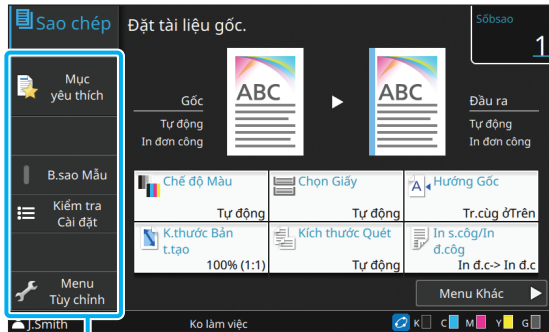 Sao chép
Đặt tài liệu gốc.
Sốbsao
1
Mục
yêu thích
B.sao Mẫu
Kiểm tra
Cài đặt
Menu
Tùy chỉnh
Gốc
Tự động
In đơn công
ABC
ABC
Đầu ra
Tự động
In đơn công
Chế độ Màu
Tự động
Chọn Giấy
Tự động
A
Hướng Gốc
Tr.cùg ởTrên
K.thước Bản
t.tạo
100% (1:1)
Kích thước Quét
Tự động
In s.côg/In
đ.côg
In đ.c-> In đ.c
Menu Khác
J.Smith
Ko làm việc
K C M Y G